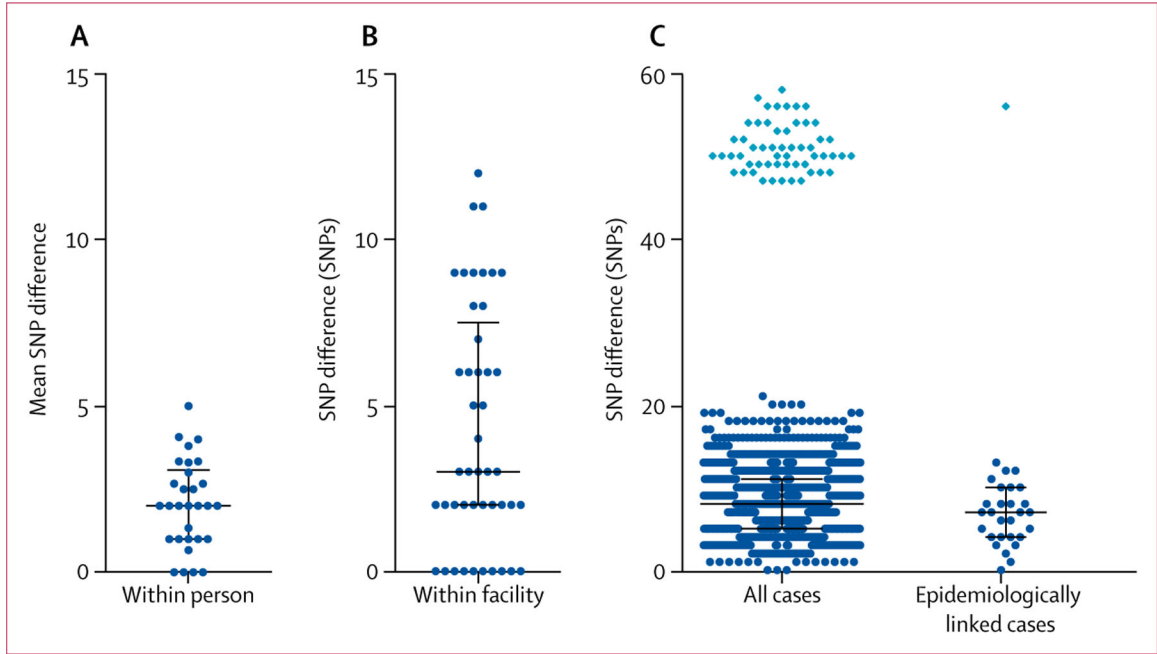 A
15
10
5
0
Mean SNP difference
Within person
B
15
10
5
0
SNP difference (SNPs)
Within facility
C
60
40
20
0
SNP difference (SNPs)
All cases
Epidemiologically
linked cases